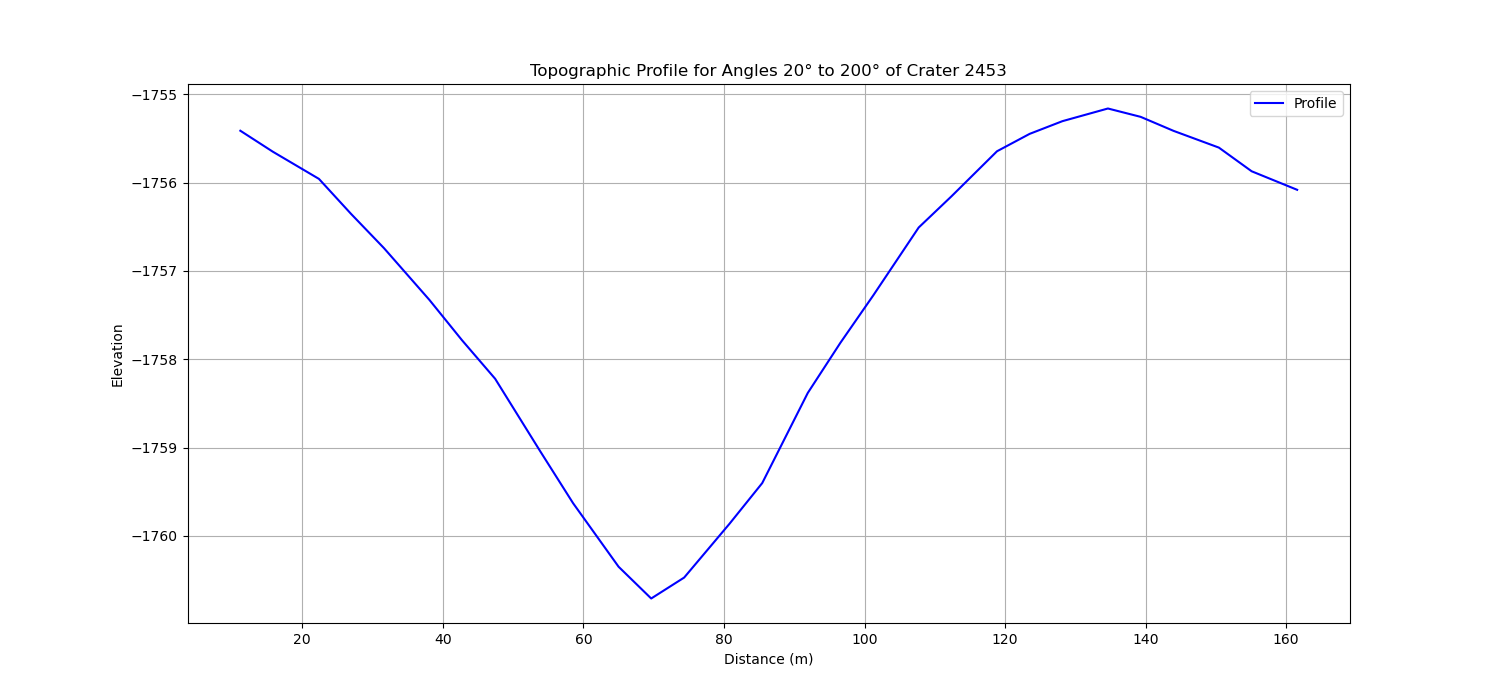 Topographic Profile for Angles 20° to 200° of Crater 2453
Profile
−1755
−1756
−1757
−1758
−1759
−1760
Elevation
20 40 60 80 100 120 140 160
Distance (m)